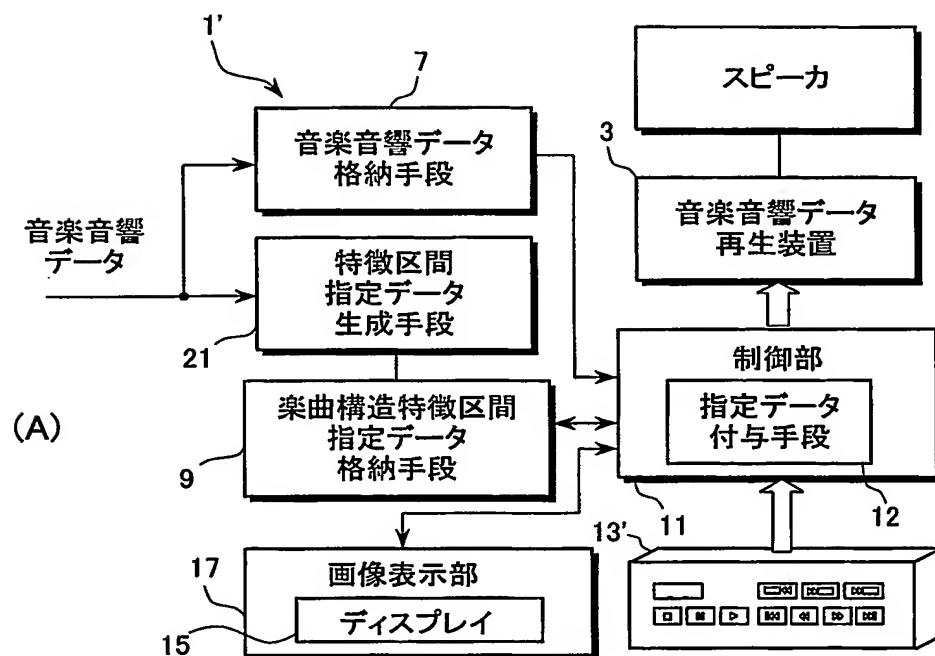 1’
7
音楽音響データ
格納手段
スピーカ
3
音楽音響データ
再生装置
音楽音響
データ
特徴区間
指定データ
生成手段
21
制御部
指定データ
付与手段
(A)
楽曲構造特徴区間
指定データ
格納手段
9
11
12
13’
17
画像表示部
15
ディスプレイ